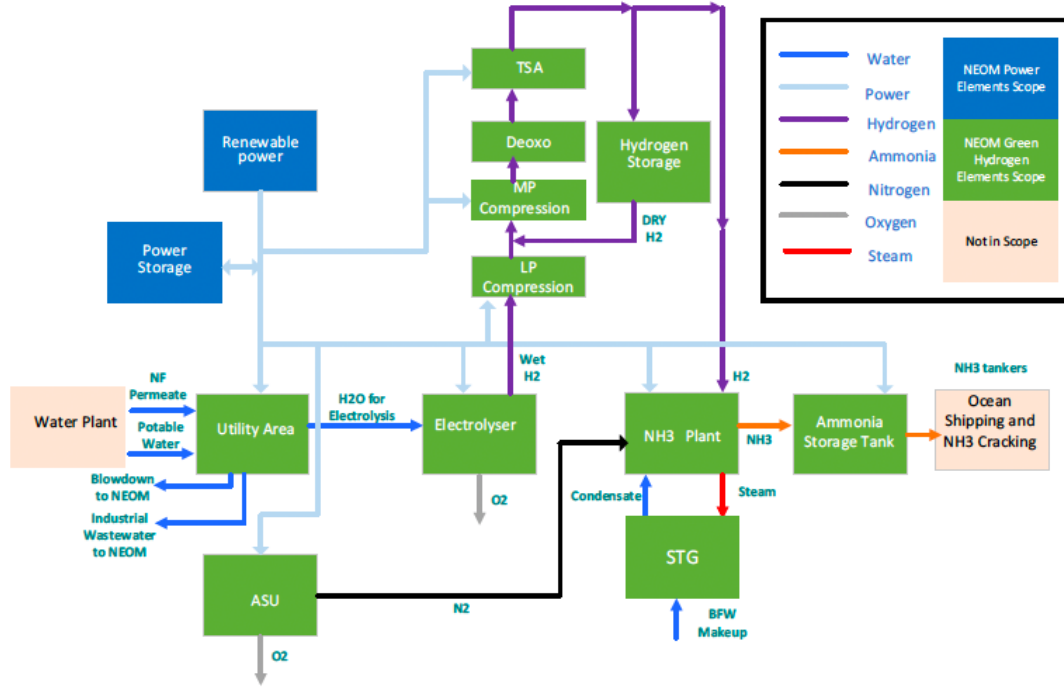 TSA
Deoxo
MP
Compression
LP
Compression
Hydrogen
Storage
DRY
H2
Renewable
power
Power
Storage
Water
Power
Hydrogen
Ammonia
Nitrogen
Oxygen
Steam
NEOM Power
Elements Scope
NEOM Green
Hydrogen
Elements Scope
Not in Scope
Wet
H2
H2
NH3 tankers
Water Plant
NF
Permeate
Potable
Water
Utility Area
H2O for
Electrolysis
Electrolyser
NH3 Plant
NH3
Ammonia
Storage Tank
Ocean
Shipping and
NH3 Cracking
Blowdown
to NEOM
Industrial
Wastewater
to NEOM
O2
Condensate
Steam
STG
BFW
Makeup
ASU
N2
O2